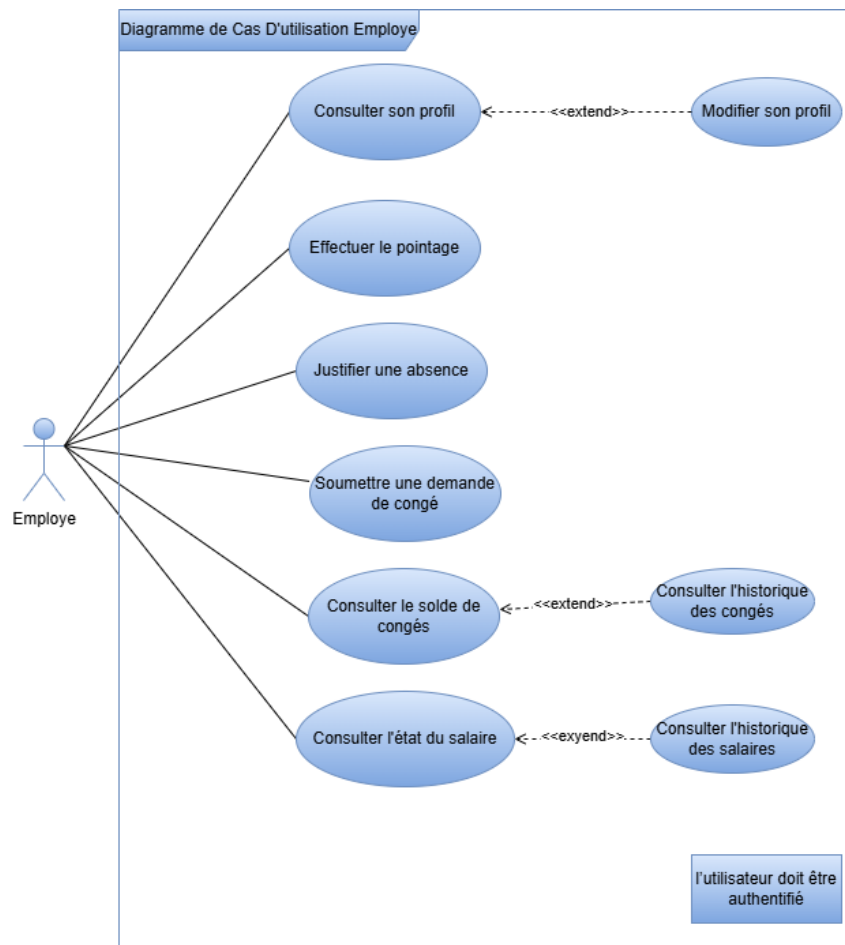 Diagramme de Cas D'utilisation Employe
Consulter son profil
<<extend>>
Modifier son profil
Effectuer le pointage
Justifier une absence
Employe
Soumettre une demande
de congé
Consulter le solde de
congés
<<extend>>
Consulter l'historique
des congés
Consulter l'état du salaire
<<exyend>>
Consulter l'historique
des salaires
l'utilisateur doit être
authentifié